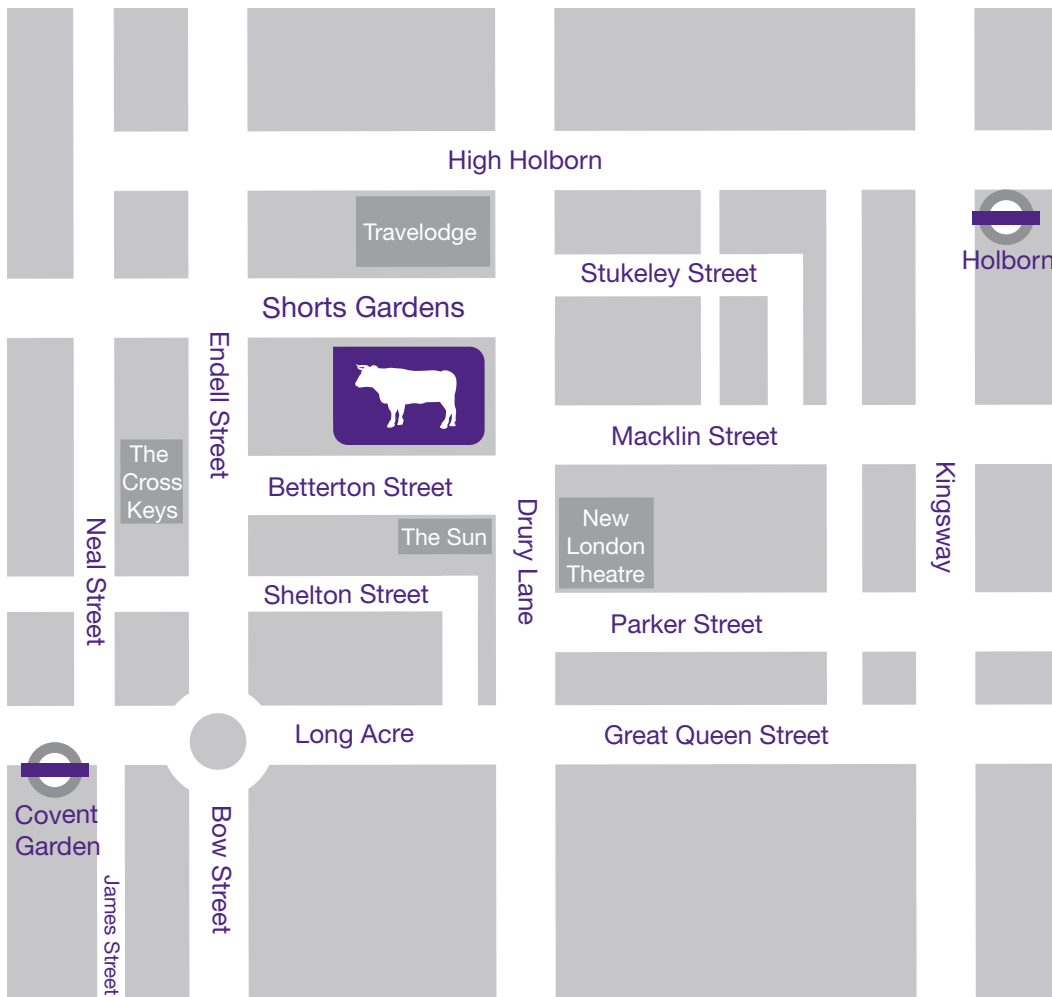 High Holborn
Travelodge
Holborn
Stukeley Street
Shorts Gardens
Endell Street
Macklin Street
The
Cross
Keys
Betterton Street
Kingsway
Neal Street
The Sun
Drury Lane
New
London
Theatre
Shelton Street
Parker Street
Long Acre
Great Queen Street
Covent
Garden
Bow Street
James Street